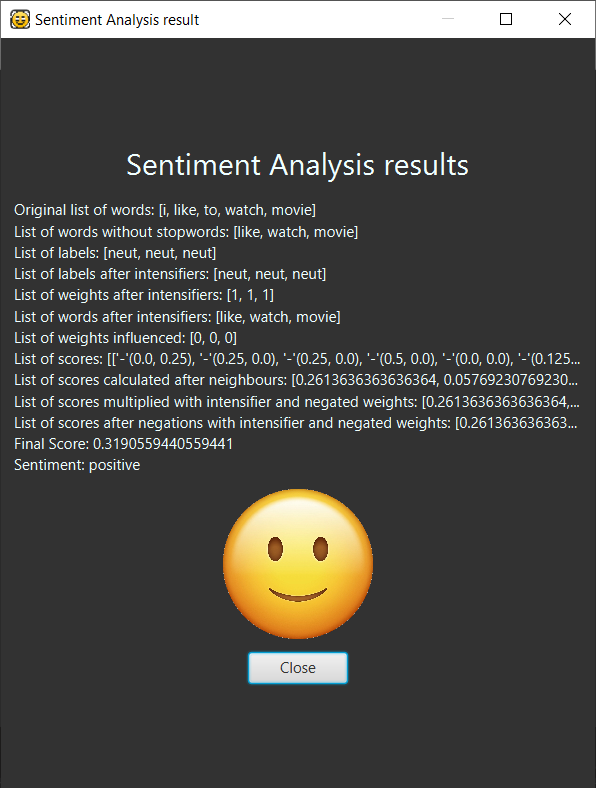 Sentiment Analysis result
Sentiment Analysis results
Original list of words: [i, like, to, watch, movie]
List of words without stopwords: [like, watch, movie]
List of labels: [neut, neut, neut]
List of labels after intensifiers: [neut, neut, neut]
List of weights after intensifiers: [1, 1, 1]
List of words after intensifiers: [like, watch, movie]
List of weights influenced: [0, 0, 0]
List of scores: [['-'(0.0, 0.25), '-'(0.25, 0.0), '-'(0.25, 0.0), '-'(0.5, 0.0), '-'(0.0, 0.0), '-'(0.125...
List of scores calculated after neighbours: [0.2613636363636364, 0.05769230769230...
List of scores multiplied with intensifier and negated weights: [0.2613636363636364,...
List of scores after negations with intensifier and negated weights: [0.261363636363...
Final Score: 0.3190559440559441
Sentiment: positive
Close